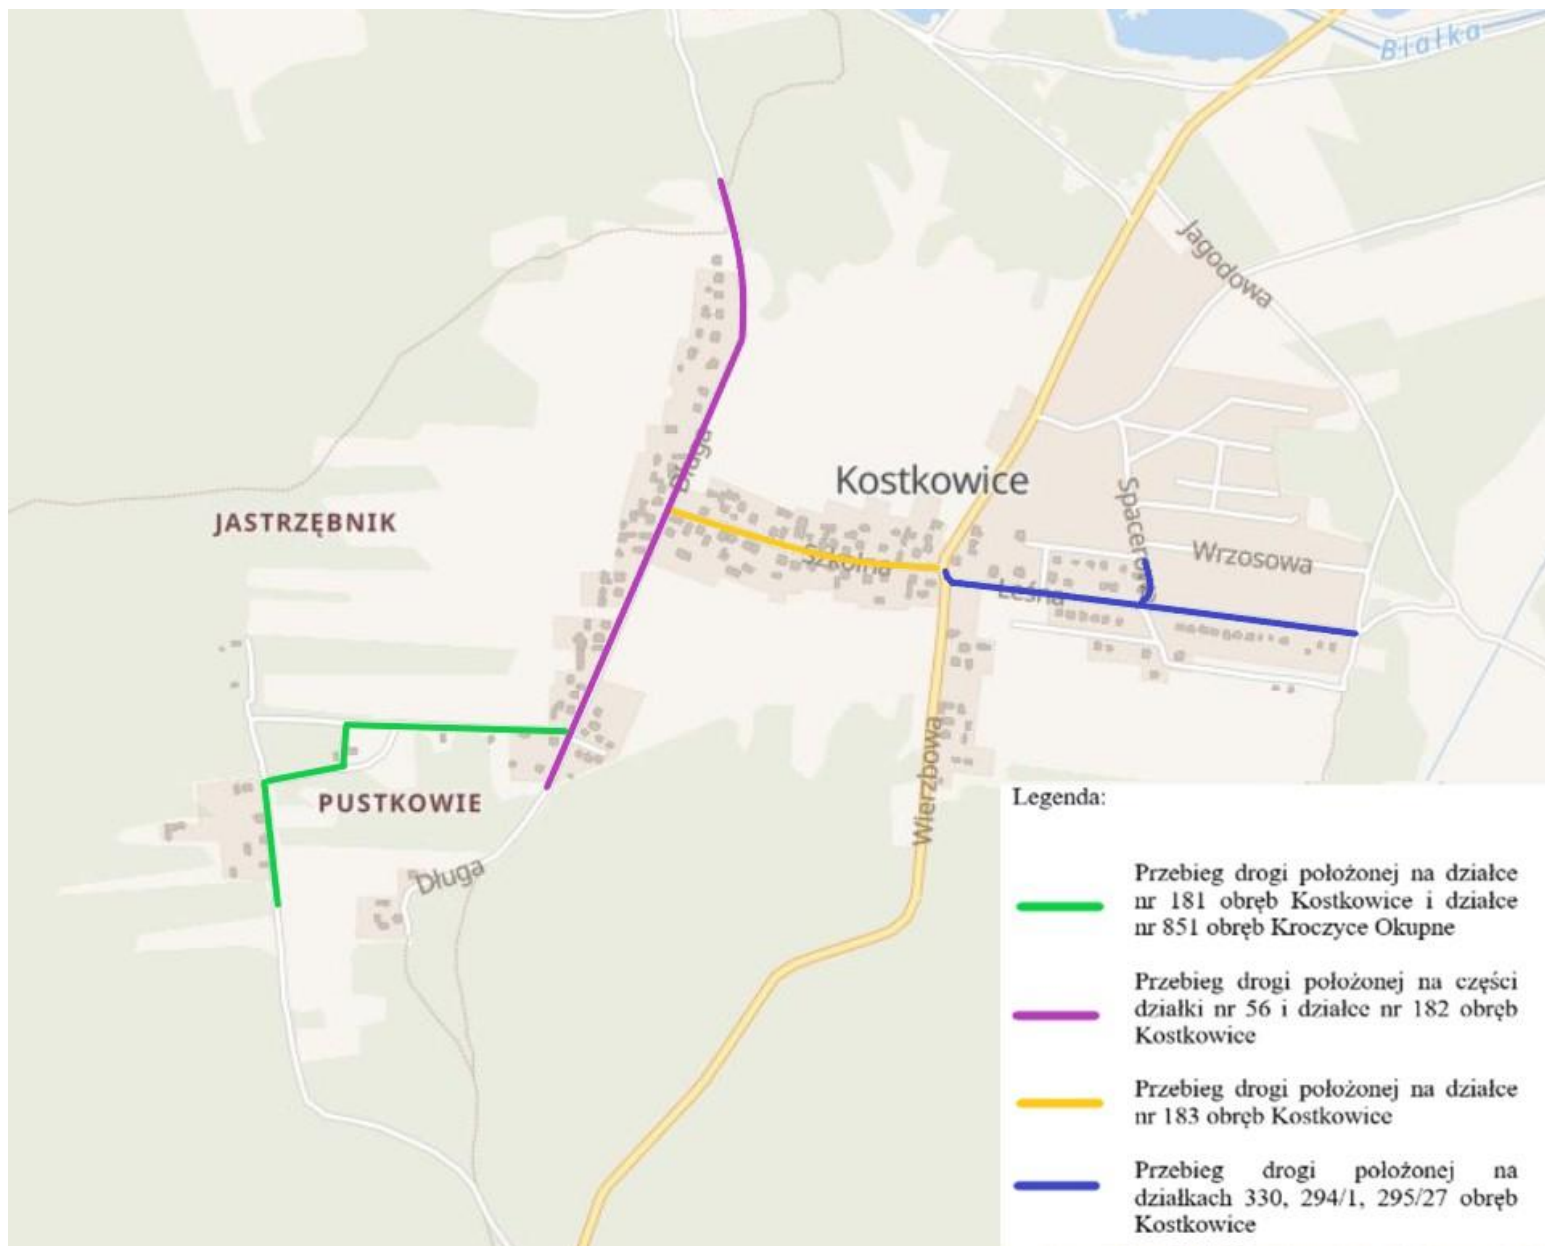 Białka
Jagodowa
Długa
Kostkowice
JASTRZĘBNIK
Spacerowa
Wrzosowa
Szkolna
Leśna
PUSTKOWIE
Wierzbowa
Długa
Legenda:
Przebieg drogi położonej na działce
nr 181 obręb Kostkowice i działce
nr 851 obręb Kroczyce Okupne
Przebieg drogi położonej na części
działki nr 56 i działce nr 182 obręb
Kostkowice
Przebieg drogi położonej na działce
nr 183 obręb Kostkowice
Przebieg drogi położonej na
działkach 330, 294/1, 295/27 obręb
Kostkowice